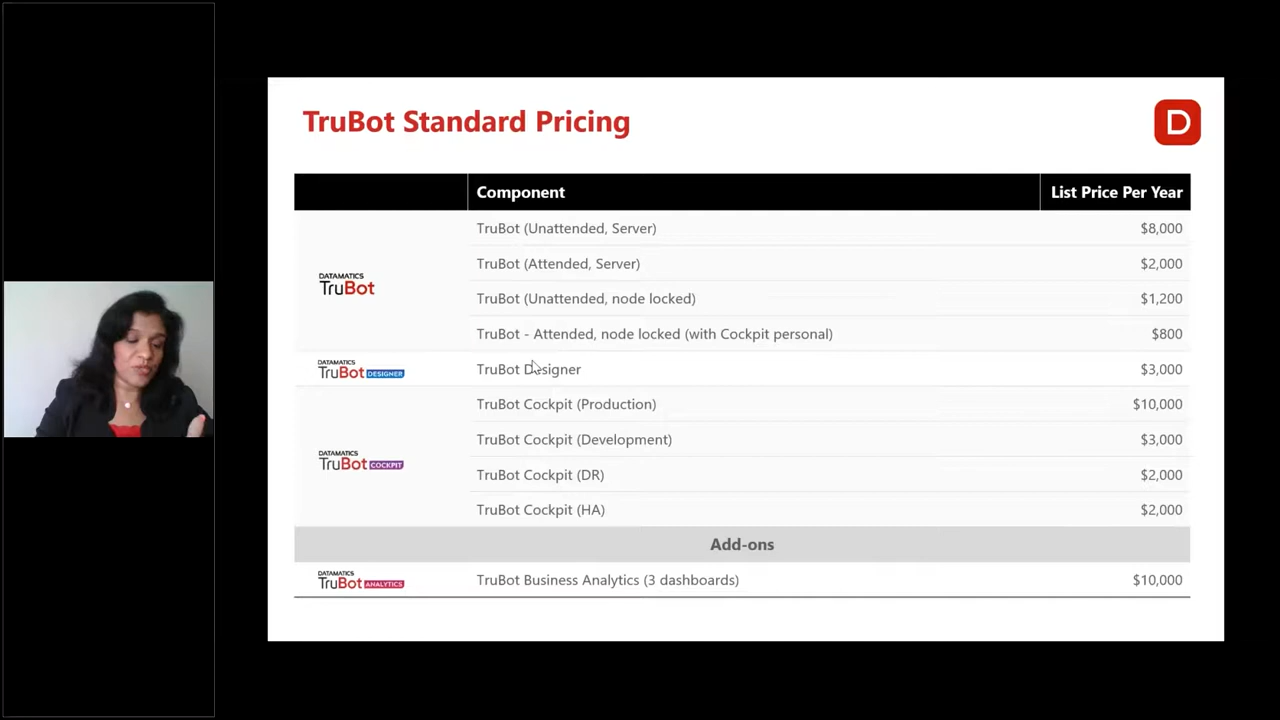 TruBot Standard Pricing
D
Component List Price Per Year
TruBot (Unattended, Server) $8,000
TruBot (Attended, Server) $2,000
DATAMATICS
TruBot
TruBot (Unattended, node locked) $1,200
TruBot - Attended, node locked (with Cockpit personal) $800
DATAMATICS
TruBot DESIGNER
TruBot Designer $3,000
TruBot Cockpit (Production) $10,000
TruBot Cockpit (Development) $3,000
DATAMATICS
TruBot COCKPIT
TruBot Cockpit (DR) $2,000
TruBot Cockpit (HA) $2,000
Add-ons
DATAMATICS
TruBot ANALYTICS
TruBot Business Analytics (3 dashboards) $10,000